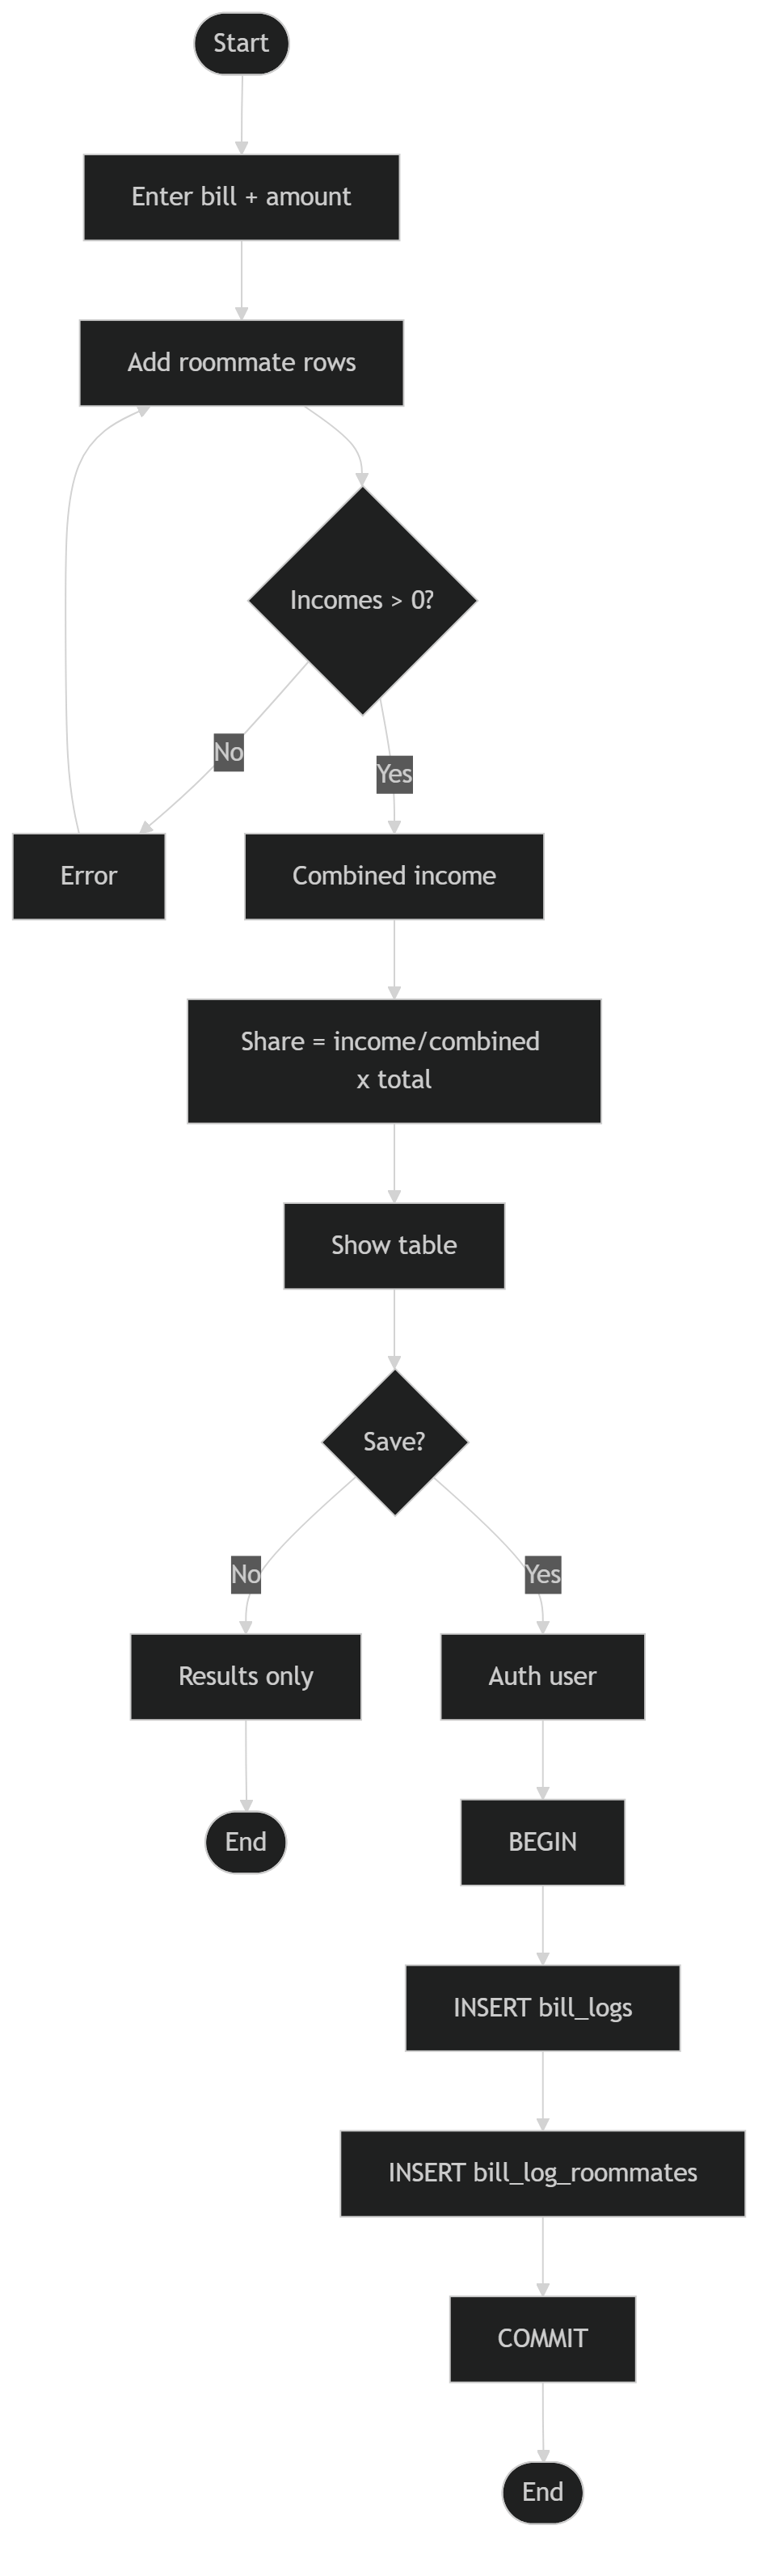 Start
Enter bill + amount
Add roommate rows
Incomes > 0?
No
Yes
Error
Combined income
Share = income/combined
x total
Show table
Save?
No
Yes
Results only
Auth user
End
BEGIN
INSERT bill_logs
INSERT bill_log_roommates
COMMIT
End